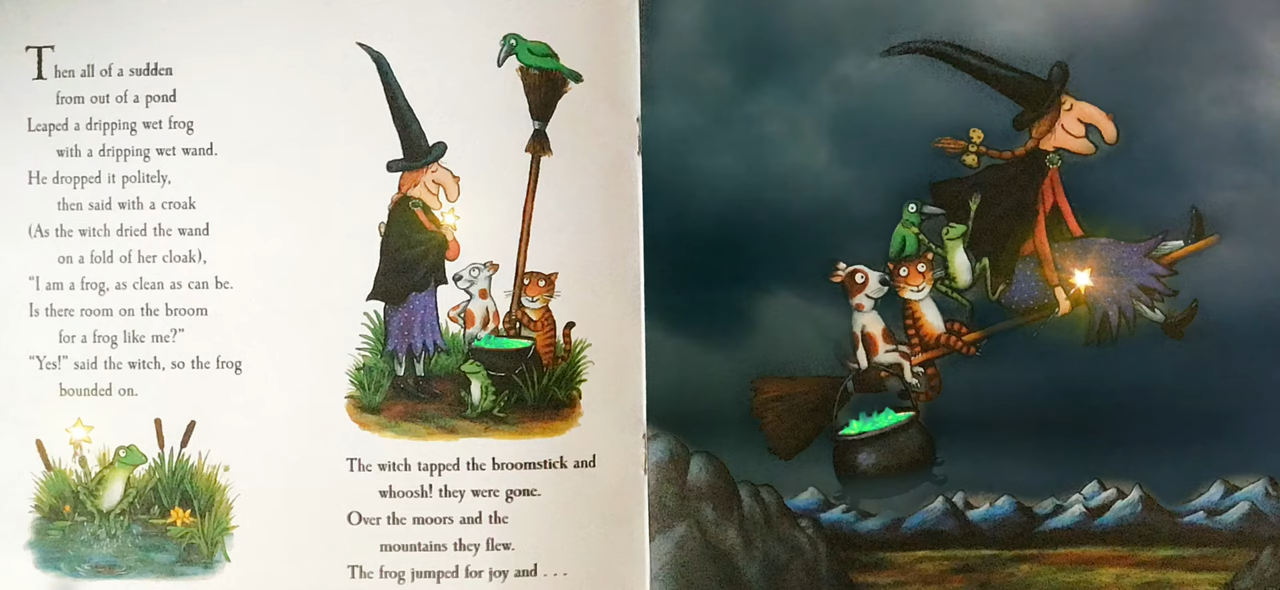 Then all of a sudden
from out of a pond
Leaped a dripping wet frog
with a dripping wet wand.
He dropped it politely,
then said with a croak
(As the witch dried the wand
on a fold of her cloak),
“I am a frog, as clean as can be.
Is there room on the broom
for a frog like me?”
“Yes!” said the witch, so the frog
bounded on.
The witch tapped the broomstick and
whoosh! they were gone.
Over the moors and the
mountains they flew.
The frog jumped for joy and . . .